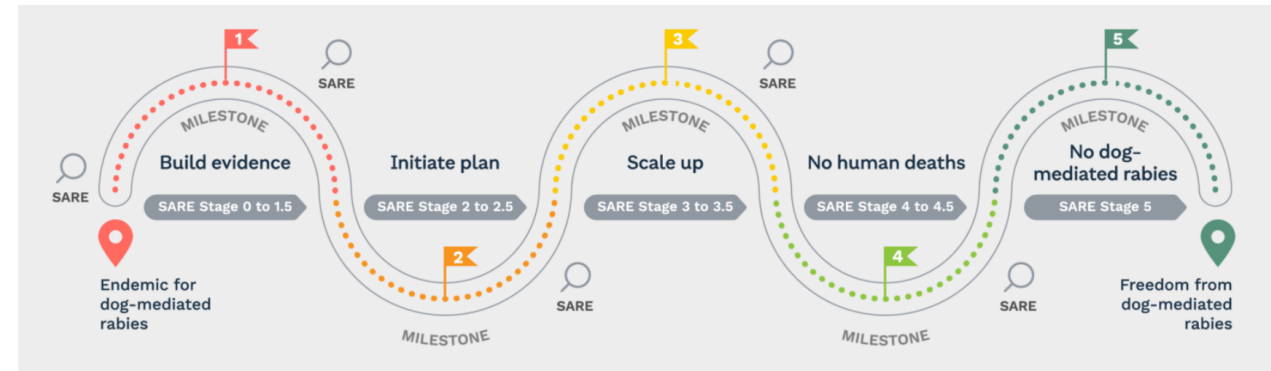 1
3
5
SARE
SARE
MILESTONE
MILESTONE
MILESTONE
SARE
Build evidence
Initiate plan
Scale up
No human deaths
No dog-
mediated rabies
SARE Stage 0 to 1.5
SARE Stage 2 to 2.5
SARE Stage 3 to 3.5
SARE Stage 4 to 4.5
SARE Stage 5
2
4
Endemic for
dog-mediated
rabies
SARE
SARE
Freedom from
dog-mediated
rabies
MILESTONE
MILESTONE